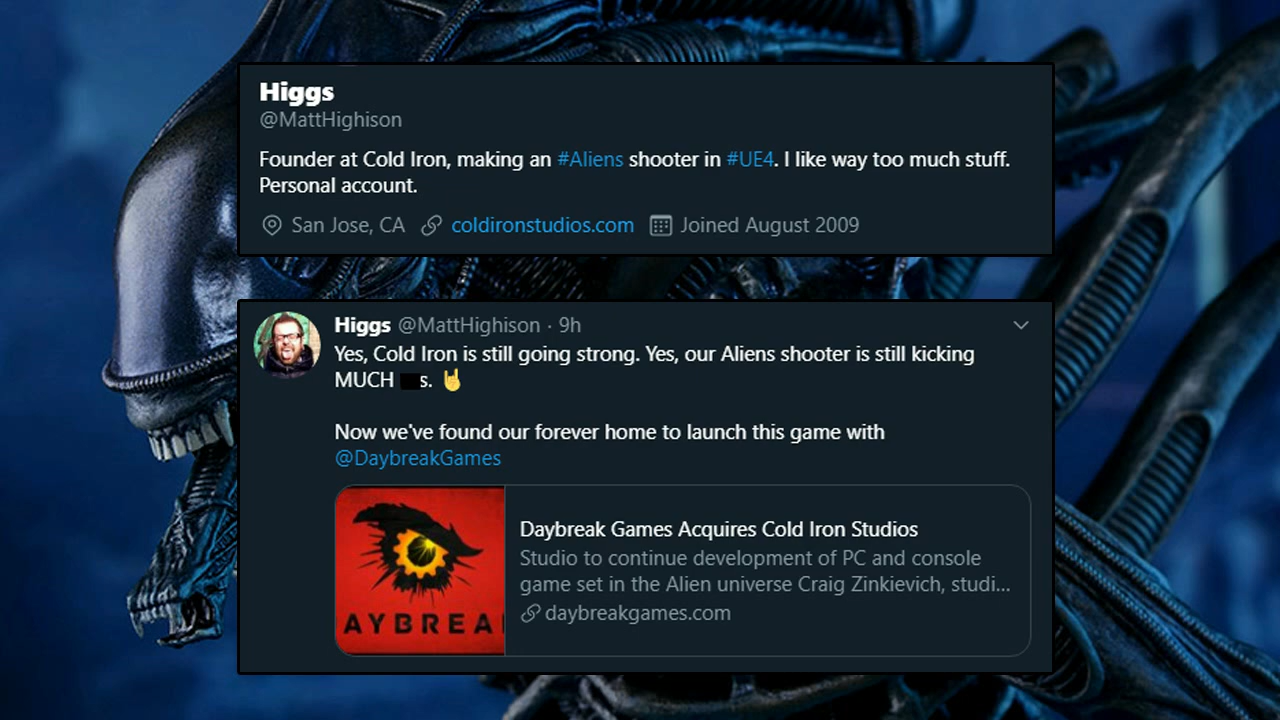 Higgs
@MattHighison
Founder at Cold Iron, making an #Aliens shooter in #UE4. I like way too much stuff.
Personal account.
San Jose, CA coldironstudios.com Joined August 2009
Higgs @MattHighison · 9h
Yes, Cold Iron is still going strong. Yes, our Aliens shooter is still kicking
MUCH s. 🤘
Now we've found our forever home to launch this game with
@DaybreakGames
Daybreak Games Acquires Cold Iron Studios
Studio to continue development of PC and console
game set in the Alien universe Craig Zinkievich, studi...
daybreakgames.com
AYBREA